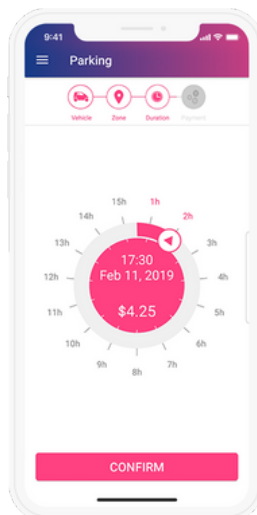 9:41
Parking
Vehicle Zone Duration Payment
15h 1h
14h 2h
13h 3h
12h 4h
11h 5h
10h 6h
9h 8h 7h
17:30
Feb 11, 2019
$4.25
CONFIRM